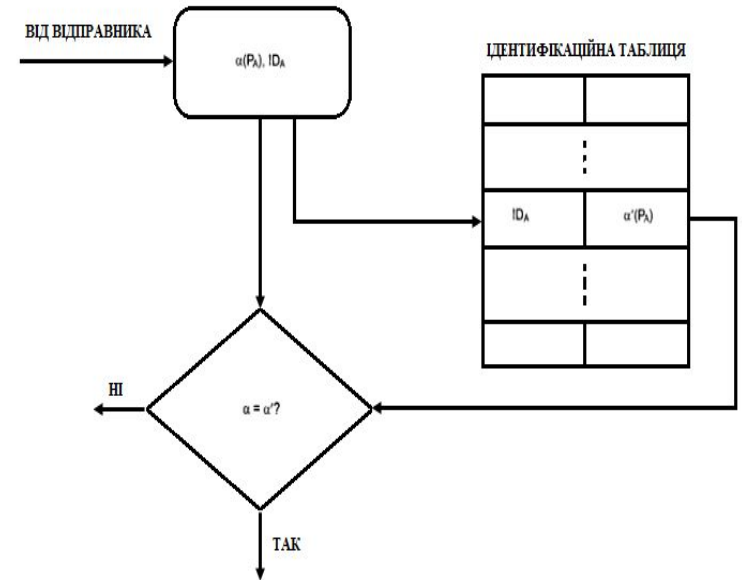 ВІД ВІДПРАВНИКА
α(PA), IDA
ІДЕНТИФІКАЦІЙНА ТАБЛИЦЯ
IDA
α'(PA)
НІ
α = α'?
ТАК